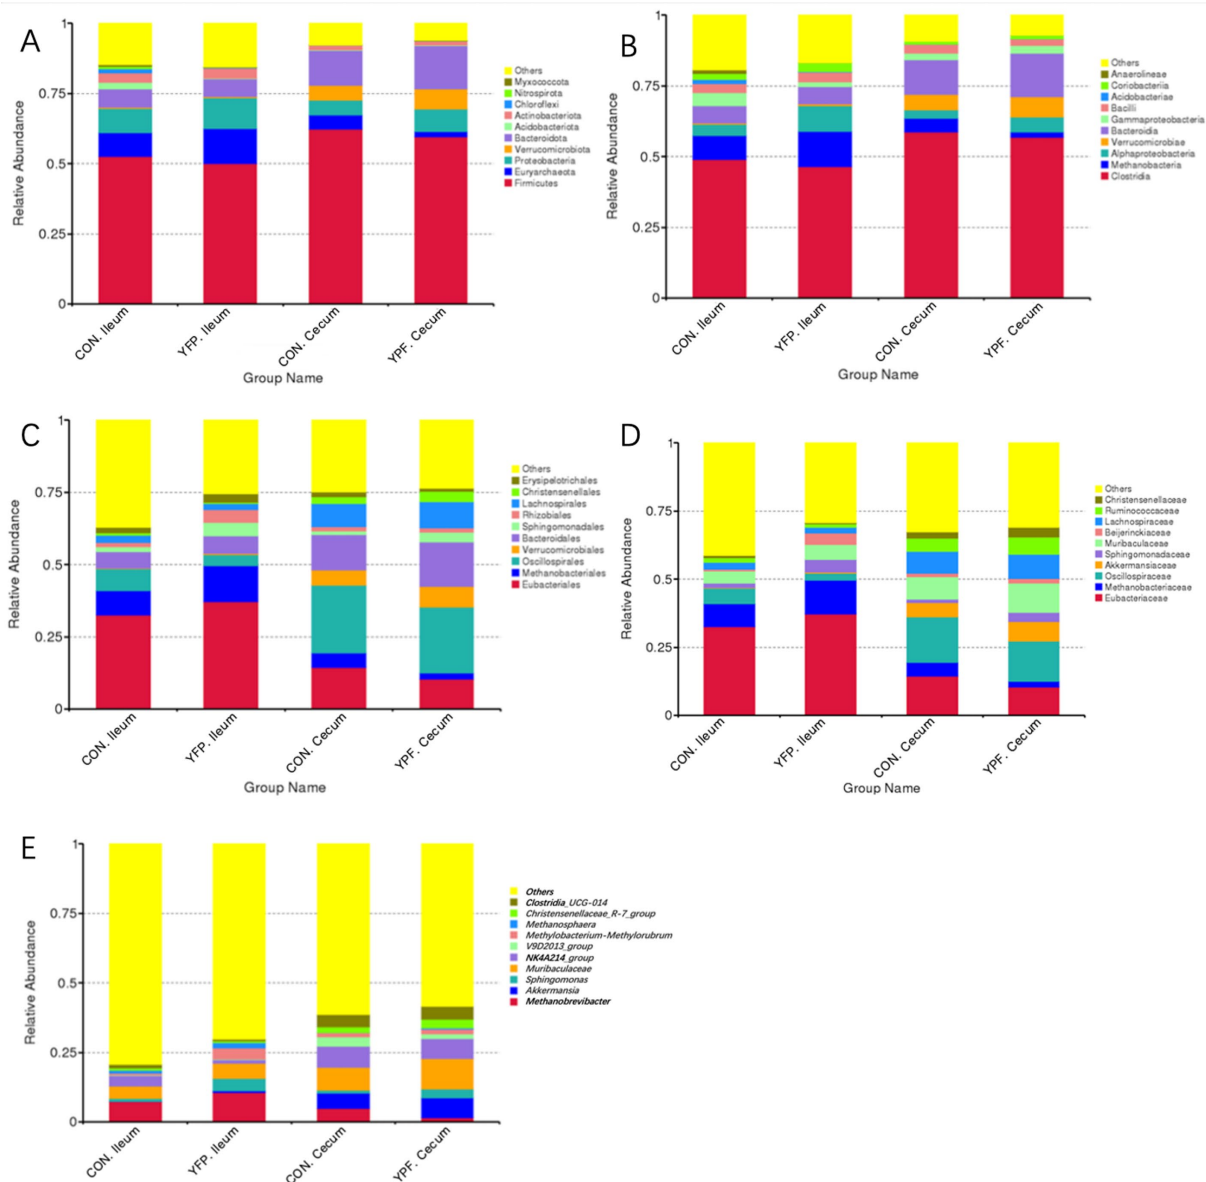 A
1
0.75
0.5
0.25
0
Relative Abundance
CON. Ileum
YFP. Ileum
CON. Cecum
YPF. Cecum
Group Name
Others
Myxococcota
Nitrospirota
Chloroflexi
Actinobacteriota
Acidobacteriota
Bacteroidota
Verrucomicrobiota
Proteobacteria
Euryarchaeota
Firmicutes
B
1
0.75
0.5
0.25
0
Relative Abundance
CON. Ileum
YFP. Ileum
CON. Cecum
YPF. Cecum
Group Name
Others
Anaerolineae
Coriobacteriia
Acidobacteriae
Bacilli
Gammaproteobacteria
Bacteroidia
Verrucomicrobiae
Alphaproteobacteria
Methanobacteria
Clostridia
C
1
0.75
0.5
0.25
0
Relative Abundance
CON. Ileum
YFP. Ileum
CON. Cecum
YPF. Cecum
Group Name
Others
Erysipelotrichales
Christensenellales
Lachnospirales
Rhizobiales
Sphingomonadales
Bacteroidales
Verrucomicrobiales
Oscillospirales
Methanobacteriales
Eubacteriales
D
1
0.75
0.5
0.25
0
Relative Abundance
CON. Ileum
YFP. Ileum
CON. Cecum
YPF. Cecum
Group Name
Others
Christensenellaceae
Ruminococcaceae
Lachnospiraceae
Beijerinckiaceae
Muribaculaceae
Sphingomonadaceae
Akkermansiaceae
Oscillospiraceae
Methanobacteriaceae
Eubacteriaceae
E
1
0.75
0.5
0.25
0
Relative Abundance
CON. Ileum
YFP. Ileum
CON. Cecum
YPF. Cecum
Others
Clostridia_UCG-014
Christensenellaceae_R-7_group
Methanosphaera
Methylobacterium-Methylorubrum
V9D2013_group
NK4A214_group
Muribaculaceae
Sphingomonas
Akkermansia
Methanobrevibacter